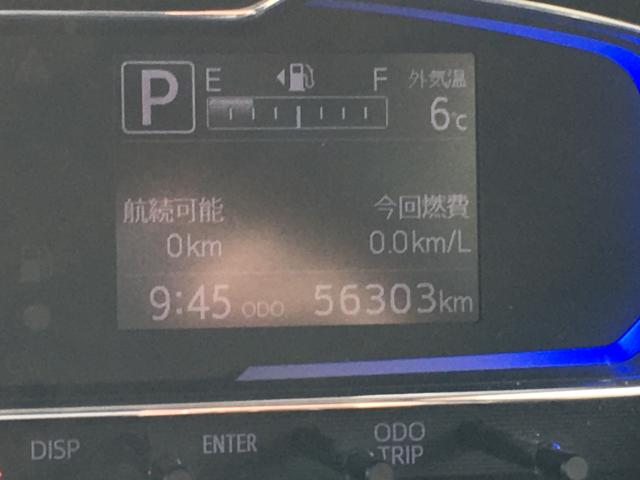 P E F 外気温
6℃
航続可能 今回燃費
0km 0.0km/L
9:45 ODO 56303km
DISP ENTER ODO
TRIP